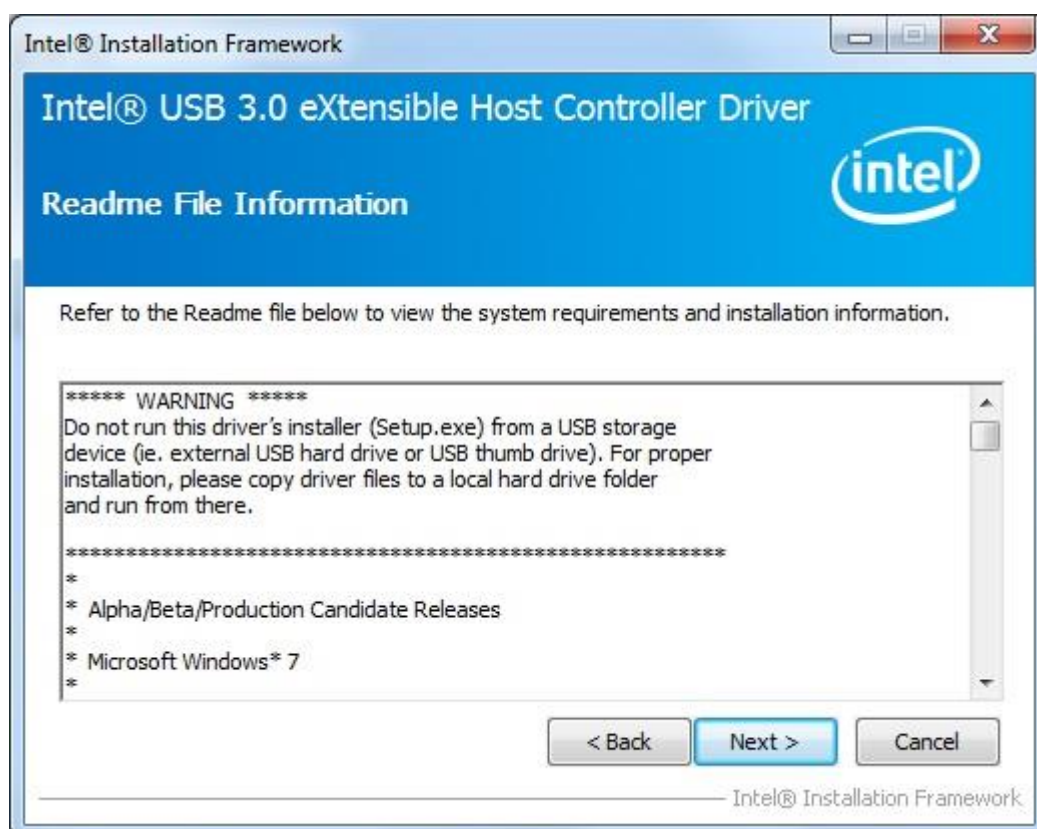 Intel® Installation Framework
Intel® USB 3.0 eXtensible Host Controller Driver
intel
Readme File Information
Refer to the Readme file below to view the system requirements and installation information.
***** WARNING *****
Do not run this driver’s installer (Setup.exe) from a USB storage
device (ie. external USB hard drive or USB thumb drive). For proper
installation, please copy driver files to a local hard drive folder
and run from there.
*******************************************************
*
* Alpha/Beta/Production Candidate Releases
*
* Microsoft Windows* 7
*
< Back
Next >
Cancel
Intel® Installation Framework